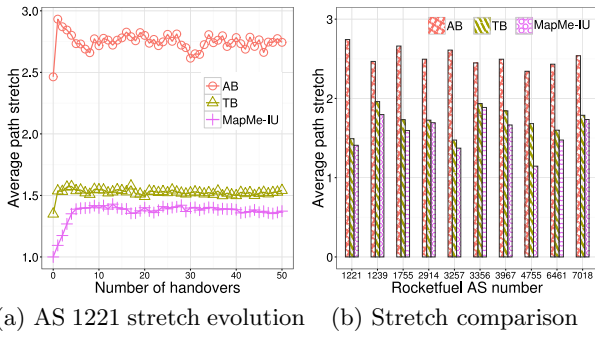 3.0
2.5
2.0
1.5
1.0
Average path stretch
AB
TB
MapMe-IU
0 10 20 30 40 50
Number of handovers
(a) AS 1221 stretch evolution
3
2
1
0
Average path stretch
AB TB MapMe-IU
1221 1239 1755 2914 3257 3356 3967 4755 6461 7018
Rocketfuel AS number
(b) Stretch comparison